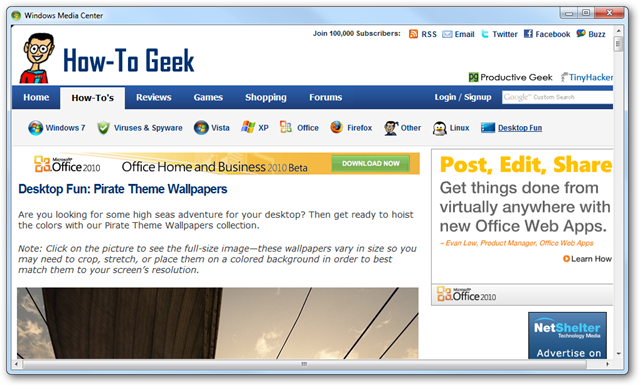 Windows Media Center
Join 100,000 Subscribers: RSS Email Twitter Facebook Buzz
How-To Geek
Productive Geek TinyHacker
Home How-To's Reviews Games Shopping Forums Login / Signup Google™ Custom Search
Windows 7 Viruses & Spyware Vista XP Office Firefox Other Linux Desktop Fun
Microsoft®
Office 2010 Office Home and Business 2010 Beta DOWNLOAD NOW
Desktop Fun: Pirate Theme Wallpapers
Are you looking for some high seas adventure for your desktop? Then get ready to hoist
the colors with our Pirate Theme Wallpapers collection.
Note: Click on the picture to see the full-size image—these wallpapers vary in size so you
may need to crop, stretch, or place them on a colored background in order to best
match them to your screen's resolution.
Post, Edit, Share
Get things done from
virtually anywhere with
new Office Web Apps.
– Evan Lew, Product Manager, Office Web Apps
Learn How
Microsoft®
Office 2010
NetShelter
Technology Media
Advertise on